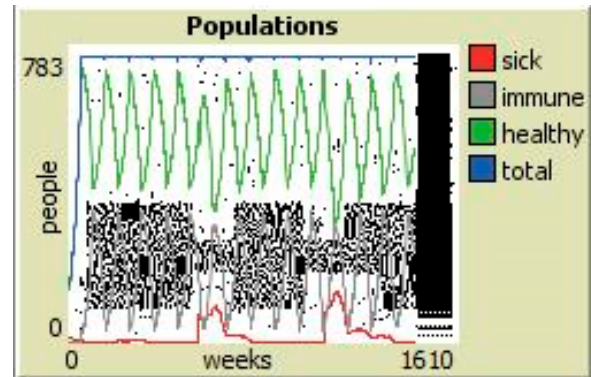 Populations
783
people
0
0
weeks
1610
sick
immune
healthy
total